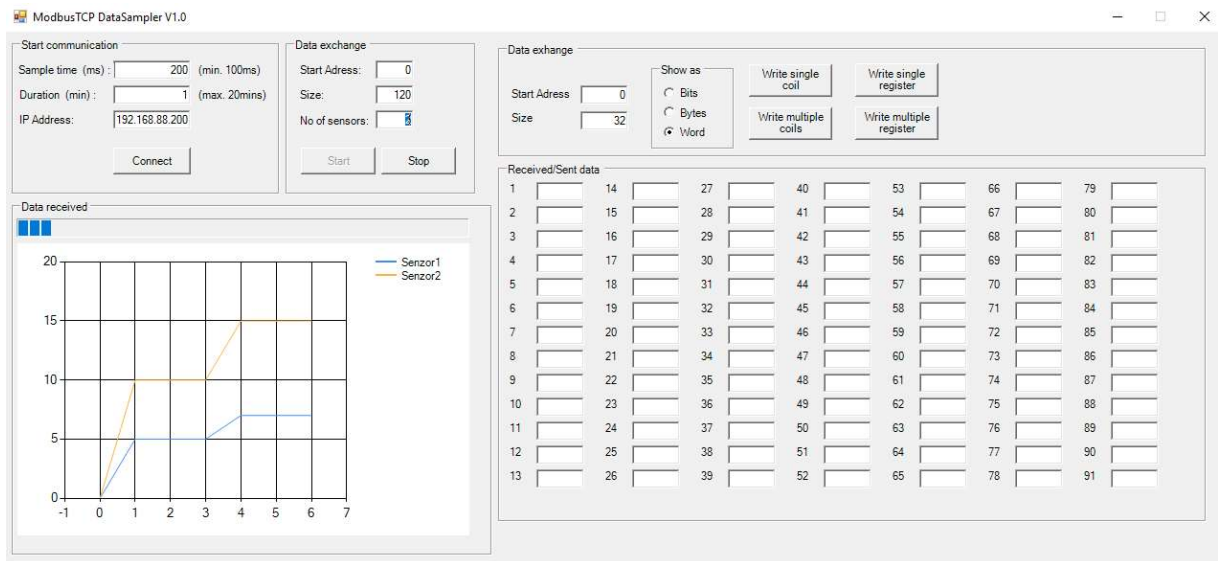 ModbusTCP DataSampler V1.0
Start communication
Sample time (ms) : 200 (min. 100ms)
Duration (min) : 1 (max. 20mins)
IP Address: 192.168.88.200
Connect
Data exchange
Start Adress: 0
Size: 120
No of sensors: 2
Start Stop
Data exhange
Start Adress 0
Size 32
Show as
Bits
Bytes
Word
Write single
coil
Write single
register
Write multiple
coils
Write multiple
register
Data received
20
15
10
5
0
-1 0 1 2 3 4 5 6 7
Senzor1
Senzor2
Received/Sent data
1 14 27 40 53 66 79
2 15 28 41 54 67 80
3 16 29 42 55 68 81
4 17 30 43 56 69 82
5 18 31 44 57 70 83
6 19 32 45 58 71 84
7 20 33 46 59 72 85
8 21 34 47 60 73 86
9 22 35 48 61 74 87
10 23 36 49 62 75 88
11 24 37 50 63 76 89
12 25 38 51 64 77 90
13 26 39 52 65 78 91